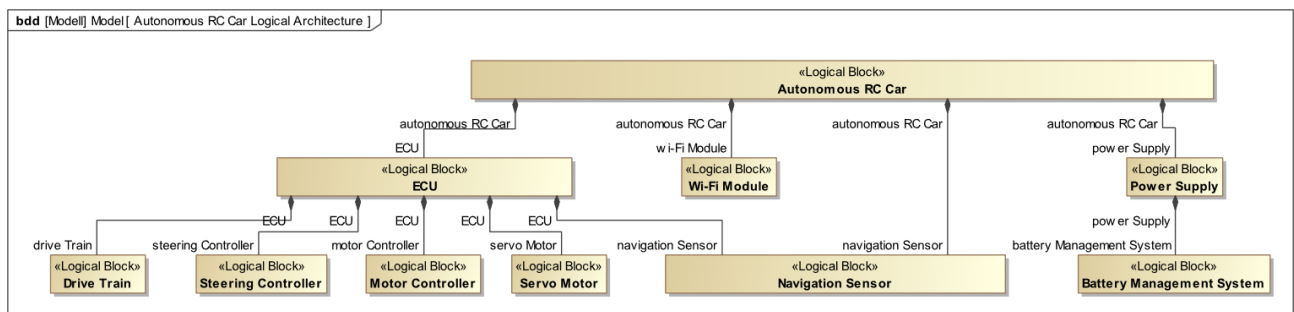 bdd [Modell] Model [ Autonomous RC Car Logical Architecture ]
«Logical Block»
Autonomous RC Car
autonomous RC Car
autonomous RC Car
autonomous RC Car
autonomous RC Car
ECU
wi-Fi Module
power Supply
«Logical Block»
ECU
«Logical Block»
Wi-Fi Module
«Logical Block»
Power Supply
ECU
ECU
ECU
ECU
ECU
power Supply
drive Train
steering Controller
motor Controller
servo Motor
navigation Sensor
navigation Sensor
battery Management System
«Logical Block»
Drive Train
«Logical Block»
Steering Controller
«Logical Block»
Motor Controller
«Logical Block»
Servo Motor
«Logical Block»
Navigation Sensor
«Logical Block»
Battery Management System